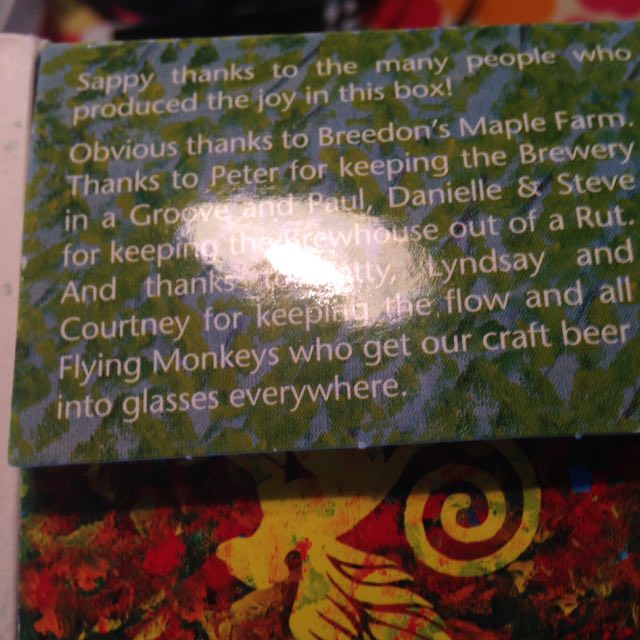 Sappy thanks to the many people who
produced the joy in this box!
Obvious thanks to Breedon's Maple Farm.
Thanks to Peter for keeping the Brewery
in a Groove and Paul, Danielle & Steve
for keeping the Brewhouse out of a Rut.
And thanks Lyndsay and
Courtney for keeping the flow and all
Flying Monkeys who get our craft beer
into glasses everywhere.